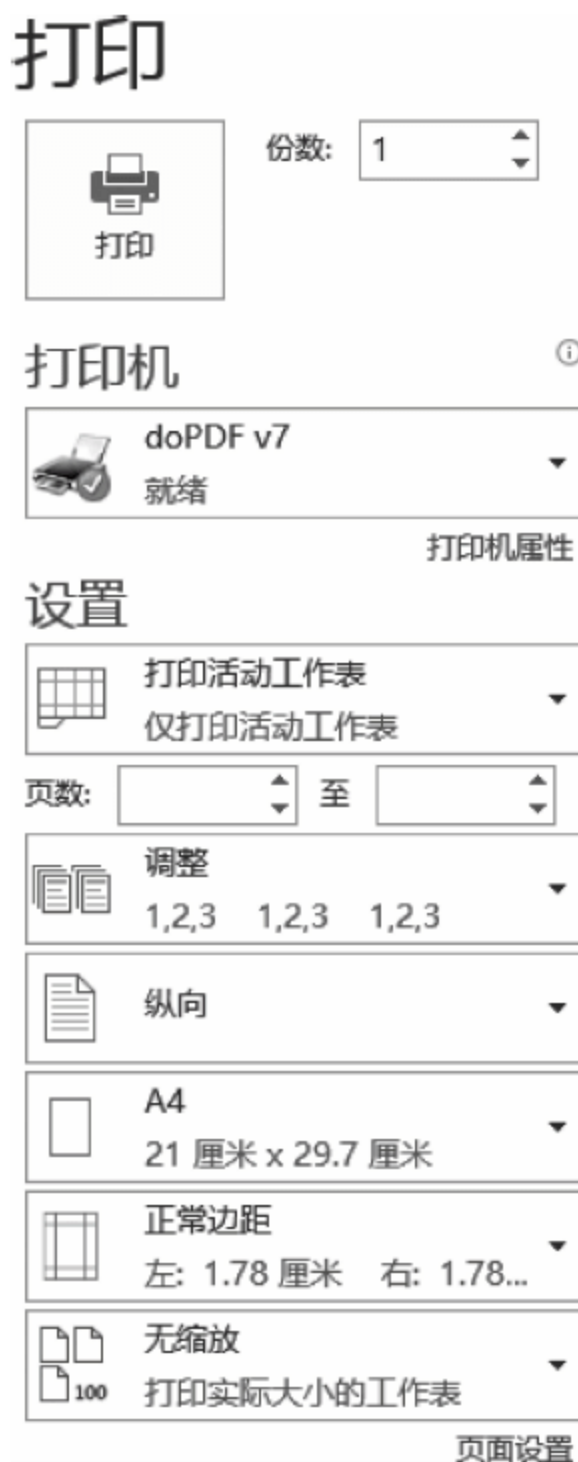 打印
份数: 1
打印
打印机
doPDF v7
就绪
打印机属性
设置
打印活动工作表
仅打印活动工作表
页数: 至
调整
1,2,3 1,2,3 1,2,3
纵向
A4
21 厘米 x 29.7 厘米
正常边距
左: 1.78 厘米 右: 1.78...
无缩放
100
打印实际大小的工作表
页面设置